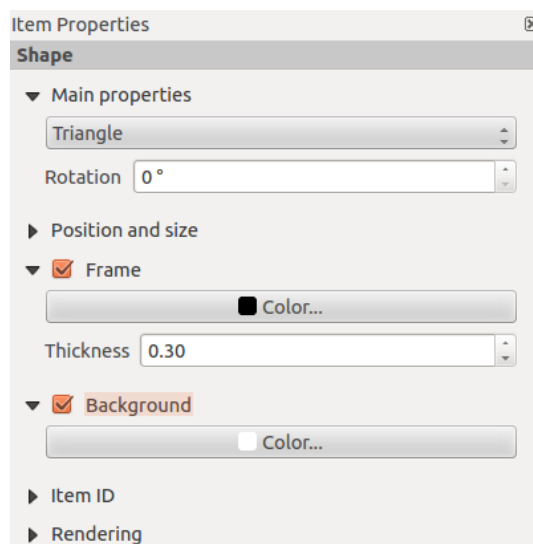 Item Properties
Shape
Main properties
Triangle
Rotation 0 °
Position and size
Frame
Color...
Thickness 0.30
Background
Color...
Item ID
Rendering